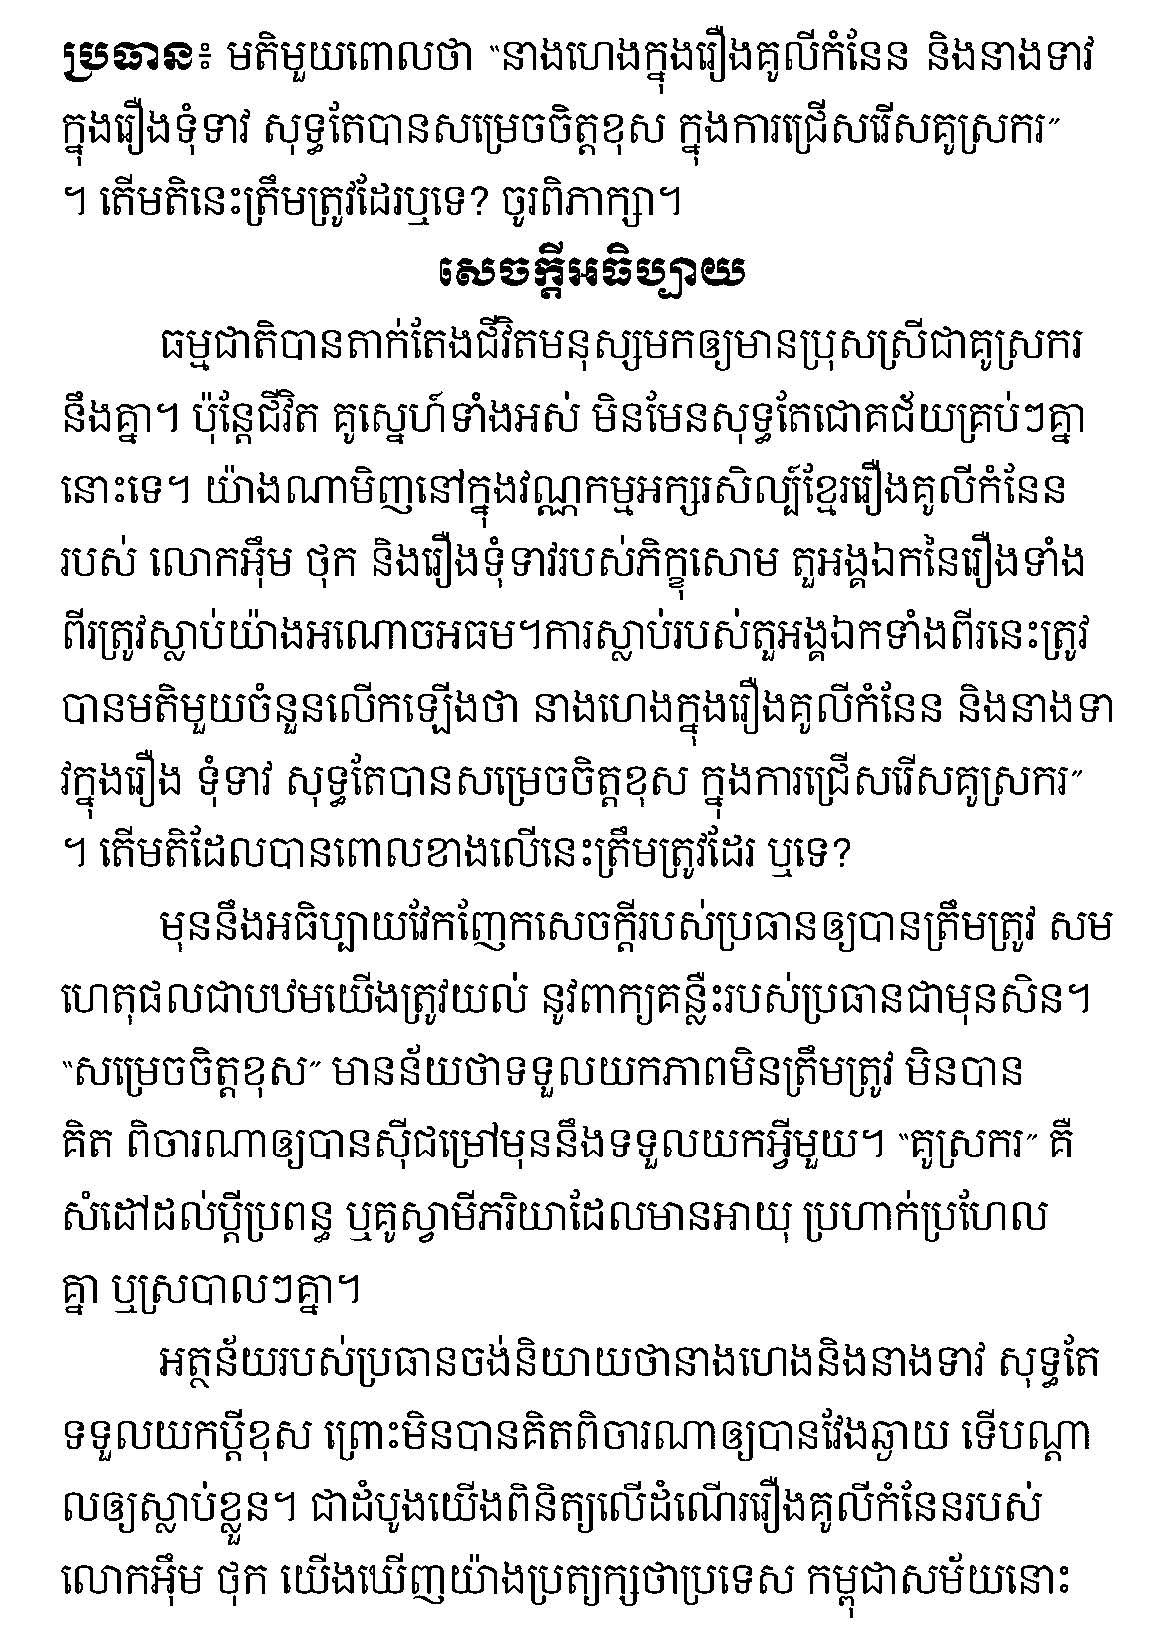 ប្រធាន៖ មតិមួយពោលថា “នាងហេងក្នុងរឿងគូលីកំនែន និងនាងទាវ
ក្នុងរឿងទុំទាវ សុទ្ធតែបានសម្រេចចិត្តខុស ក្នុងការជ្រើសរើសគូស្រករ”
។ តើមតិនេះត្រឹមត្រូវដែរឬទេ? ចូរពិភាក្សា។
សេចក្តីអធិប្បាយ
ធម្មជាតិបានតាក់តែងជីវិតមនុស្សមកឲ្យមានប្រុសស្រីជាគូស្រករ
នឹងគ្នា។ ប៉ុន្តែជីវិត គូស្នេហ៍ទាំងអស់ មិនមែនសុទ្ធតែជោគជ័យគ្រប់ៗគ្នា
នោះទេ។ យ៉ាងណាមិញនៅក្នុងវណ្ណកម្មអក្សរសិល្ប៍ខ្មែររឿងគូលីកំនែន
របស់ លោកអ៊ឹម ថុក និងរឿងទុំទាវរបស់ភិក្ខុសោម តួអង្គឯកនៃរឿងទាំង
ពីរត្រូវស្លាប់យ៉ាងអណោចអធម។ការស្លាប់របស់តួអង្គឯកទាំងពីរនេះត្រូវ
បានមតិមួយចំនួនលើកឡើងថា នាងហេងក្នុងរឿងគូលីកំនែន និងនាងទា
វក្នុងរឿង ទុំទាវ សុទ្ធតែបានសម្រេចចិត្តខុស ក្នុងការជ្រើសរើសគូស្រករ”
។ តើមតិដែលបានពោលខាងលើនេះត្រឹមត្រូវដែរ ឬទេ?
មុននឹងអធិប្បាយវែកញែកសេចក្តីរបស់ប្រធានឲ្យបានត្រឹមត្រូវ សម
ហេតុផលជាបឋមយើងត្រូវយល់ នូវពាក្យគន្លឹះរបស់ប្រធានជាមុនសិន។
“សម្រេចចិត្តខុស” មានន័យថាទទួលយកភាពមិនត្រឹមត្រូវ មិនបាន
គិត ពិចារណាឲ្យបានស៊ីជម្រៅមុននឹងទទួលយកអ្វីមួយ។ “គូស្រករ” គឺ
សំដៅដល់ប្តីប្រពន្ធ ឬគូស្វាមីភរិយាដែលមានអាយុ ប្រហាក់ប្រហែល
គ្នា ឬស្របាលៗគ្នា។
អត្ថន័យរបស់ប្រធានចង់និយាយថានាងហេងនិងនាងទាវ សុទ្ធតែ
ទទួលយកប្តីខុស ព្រោះមិនបានគិតពិចារណាឲ្យបានវែងឆ្ងាយ ទើបណ្តា
លឲ្យស្លាប់ខ្លួន។ ជាដំបូងយើងពិនិត្យលើដំណើររឿងគូលីកំនែនរបស់
លោកអ៊ឹម ថុក យើងឃើញយ៉ាងប្រត្យក្សថាប្រទេស កម្ពុជាសម័យនោះ